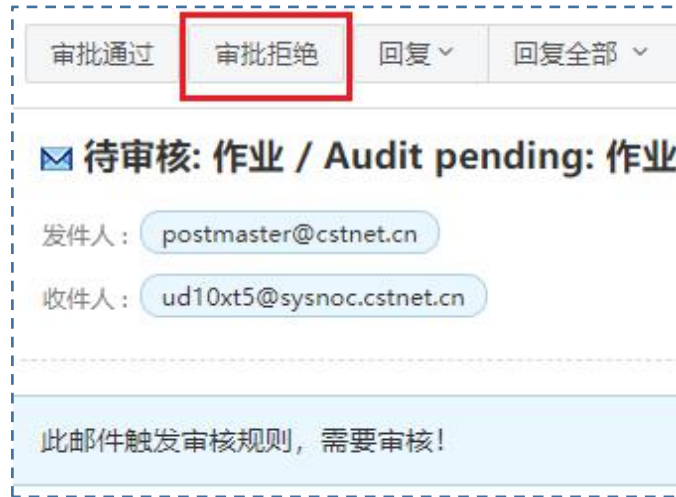 审批通过 审批拒绝 回复 回复全部
待审核: 作业 / Audit pending: 作业
发件人 : postmaster@cstnet.cn
收件人 : ud10xt5@sysnoc.cstnet.cn
此邮件触发审核规则，需要审核！